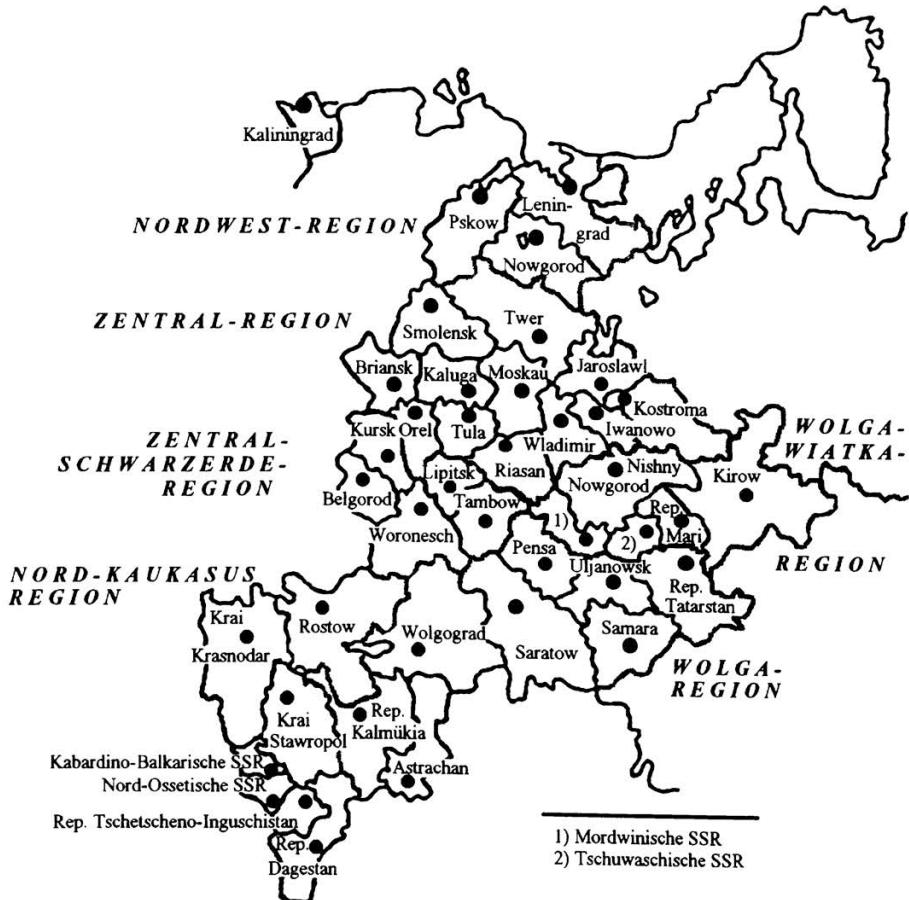 Kaliningrad
NORDWEST-REGION
Pskow
Lenin-
grad
Nowgorod
ZENTRAL-REGION
Smolensk
Twer
Briansk
Kaluga
Moskau
Jaroslawl
Kostroma
Iwanowo
Wladimir
WOLGA-
WIATKA-
REGION
ZENTRAL-
SCHWARZERDE-
REGION
Kursk
Orel
Tula
Riasan
Nishny
Nowgorod
Kirow
Belgorod
Lipitsk
Tambow
Woronesch
1)
2)
Rep.
Mari
Pensa
Uljanowsk
Rep.
Tatarstan
NORD-KAUKASUS
REGION
Krai
Krasnodar
Rostow
Wolgograd
Saratow
Samara
WOLGA-
REGION
Krai
Stawropol
Rep.
Kalmükia
Kabardino-Balkarische SSR
Nord-Ossetische SSR
Astrachan
Rep. Tschetscheno-Inguschistan
Rep.
Dagestan
1) Mordwinische SSR
2) Tschuwaschische SSR